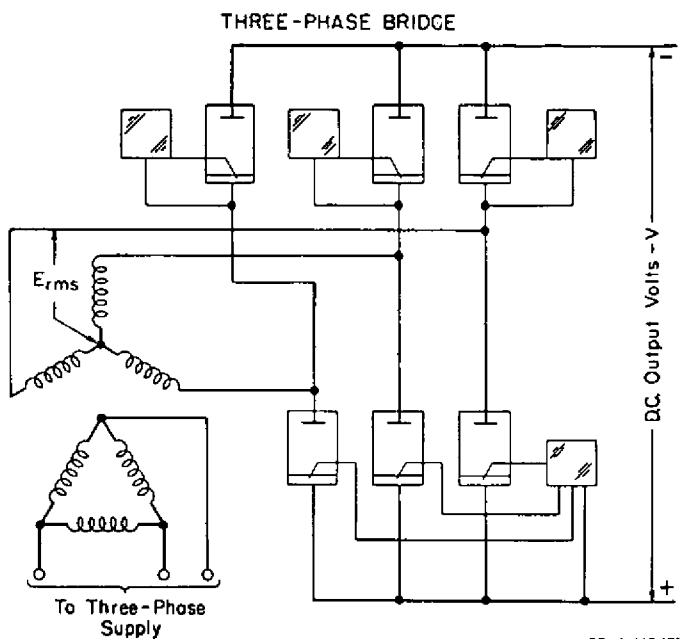 THREE-PHASE BRIDGE
-
Erms
D.C. Output Volts - V
+
To Three-Phase
Supply